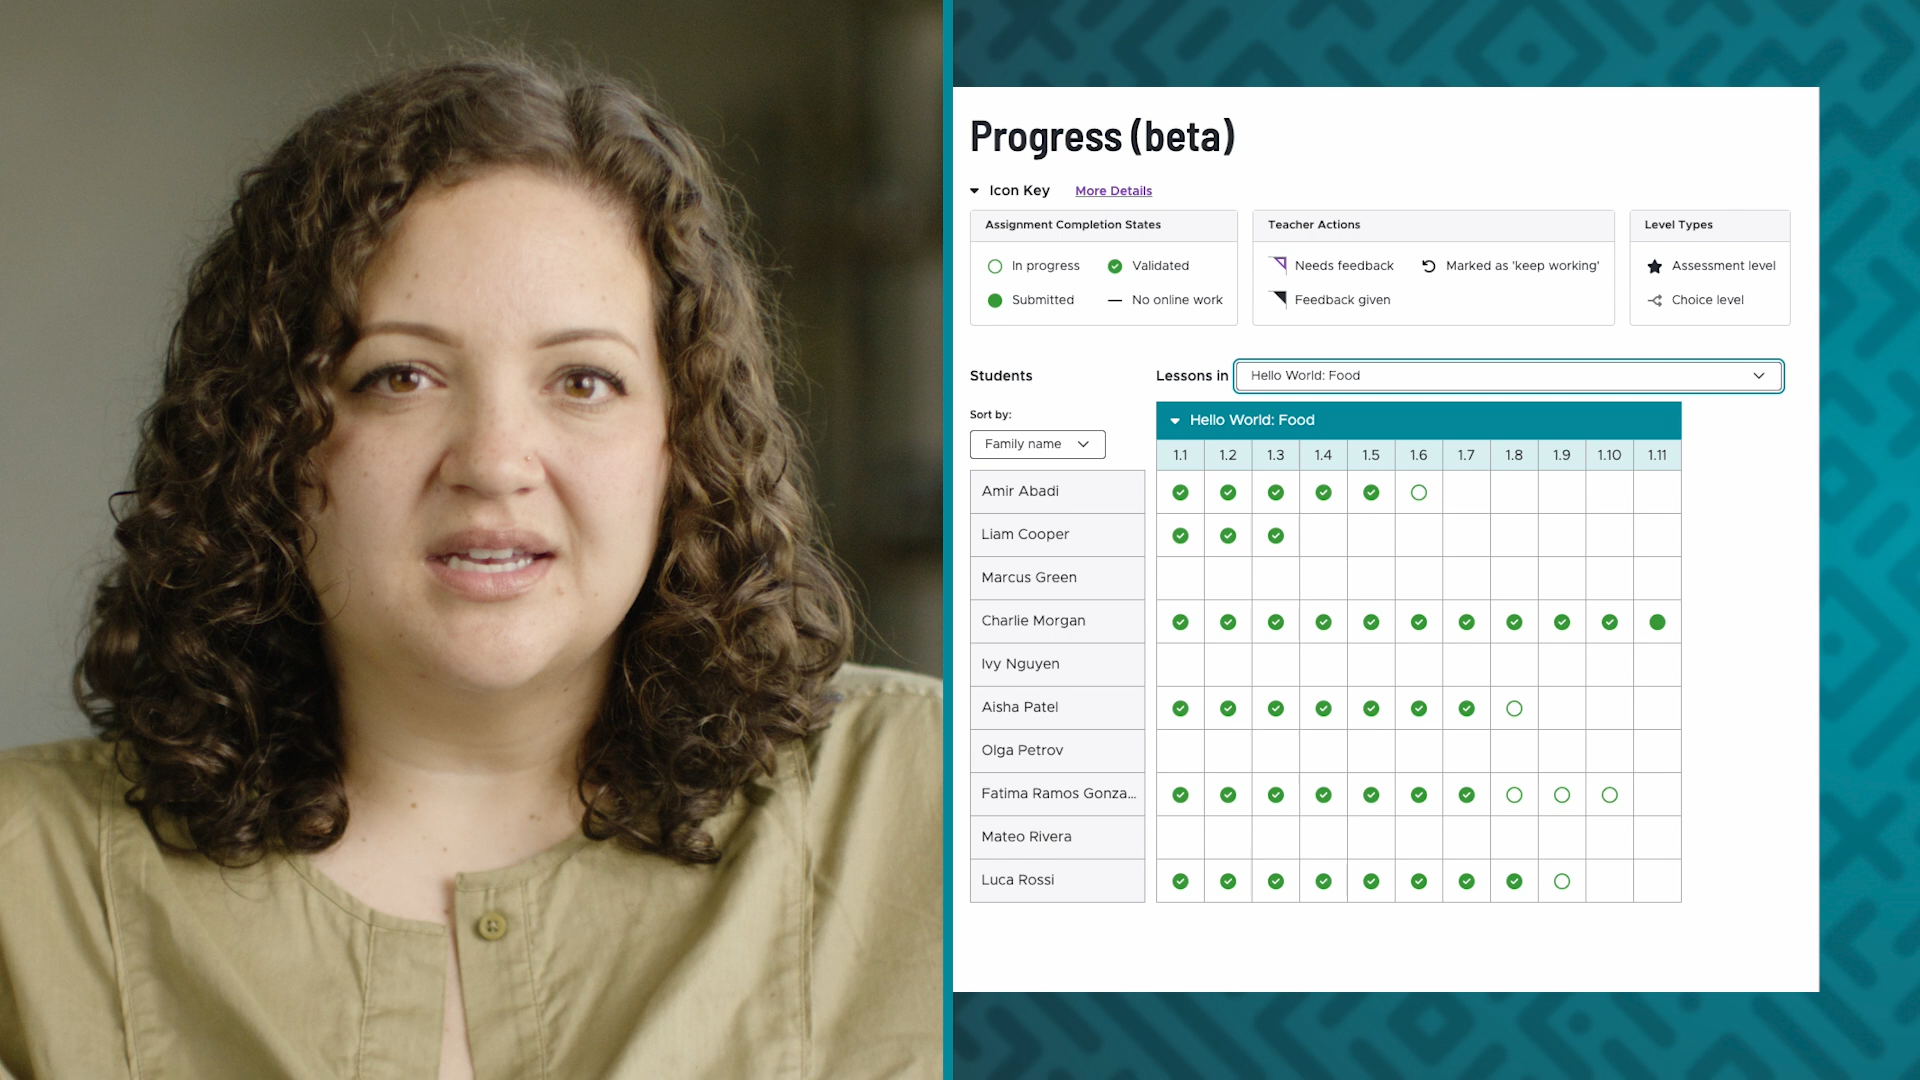 Progress (beta)
Icon Key More Details
Assignment Completion States
In progress Validated
Submitted No online work
Teacher Actions
Needs feedback Marked as 'keep working'
Feedback given
Level Types
Assessment level
Choice level
Students
Lessons in Hello World: Food
Sort by:
Family name
Hello World: Food
1.1 1.2 1.3 1.4 1.5 1.6 1.7 1.8 1.9 1.10 1.11
Amir Abadi
Liam Cooper
Marcus Green
Charlie Morgan
Ivy Nguyen
Aisha Patel
Olga Petrov
Fatima Ramos Gonza...
Mateo Rivera
Luca Rossi